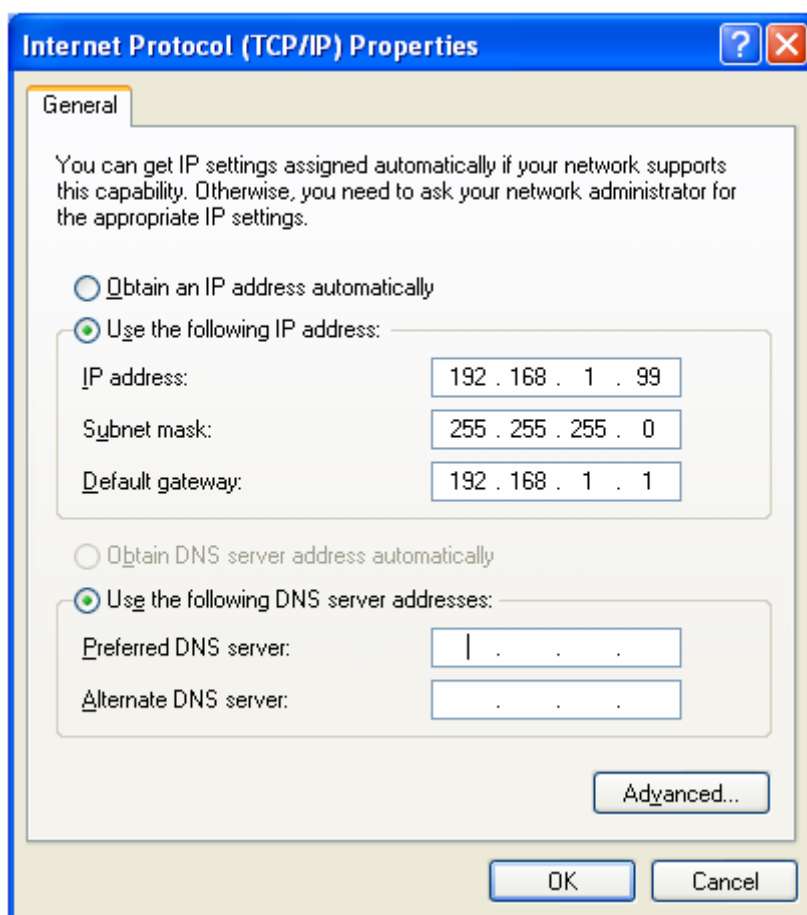 Internet Protocol (TCP/IP) Properties
General
You can get IP settings assigned automatically if your network supports
this capability. Otherwise, you need to ask your network administrator for
the appropriate IP settings.
Obtain an IP address automatically
Use the following IP address:
IP address: 192 . 168 . 1 . 99
Subnet mask: 255 . 255 . 255 . 0
Default gateway: 192 . 168 . 1 . 1
Obtain DNS server address automatically
Use the following DNS server addresses:
Preferred DNS server: . . .
Alternate DNS server: . . .
Advanced...
OK Cancel